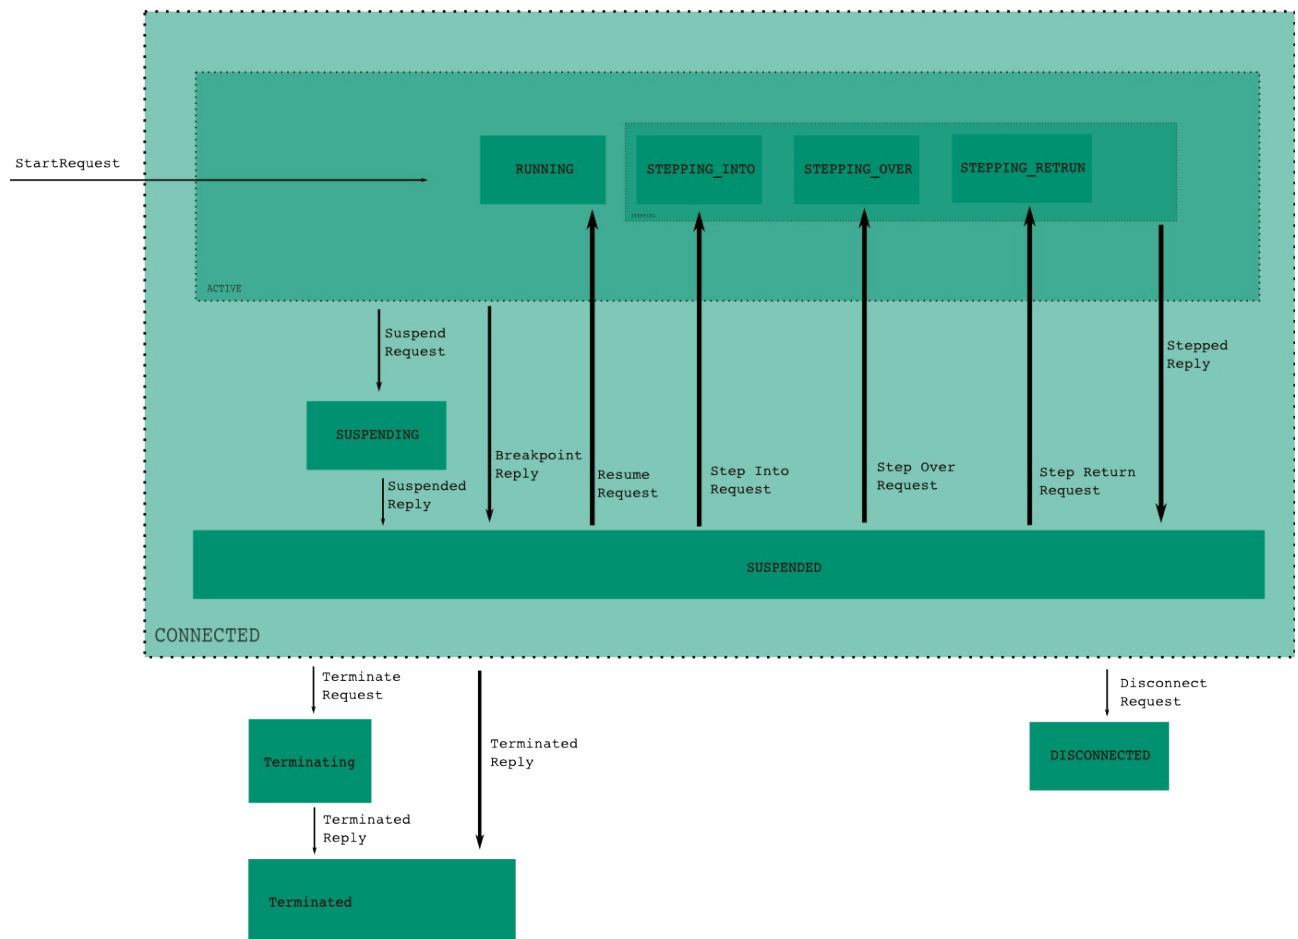 StartRequest
RUNNING
STEPPING_INTO
STEPPING_OVER
STEPPING_RETRUN
STEPPING
ACTIVE
Suspend
Request
Stepped
Reply
SUSPENDING
Breakpoint
Reply
Resume
Request
Step Into
Request
Step Over
Request
Step Return
Request
Suspended
Reply
SUSPENDED
CONNECTED
Terminate
Request
Disconnect
Request
Terminating
Terminated
Reply
DISCONNECTED
Terminated
Reply
Terminated